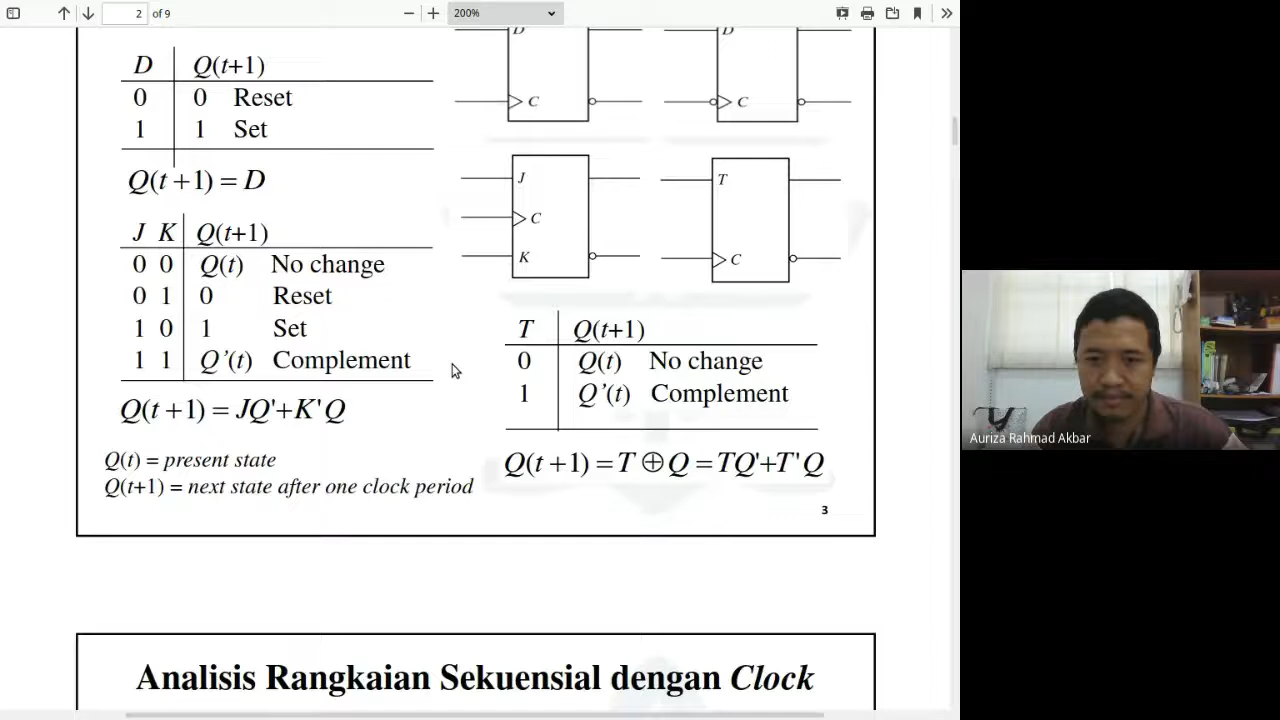 2 of 9
200%
D Q(t+1)
0 0 Reset
1 1 Set
Q(t+1) = D
J K Q(t+1)
0 0 Q(t) No change
0 1 0 Reset
1 0 1 Set
1 1 Q’(t) Complement
Q(t+1) = JQ'+K'Q
Q(t) = present state
Q(t+1) = next state after one clock period
D
C
D
C
J
C
K
T
C
T Q(t+1)
0 Q(t) No change
1 Q’(t) Complement
Q(t+1) = T ⊕ Q = TQ'+T'Q
3
Analisis Rangkaian Sekuensial dengan Clock
Auriza Rahmad Akbar